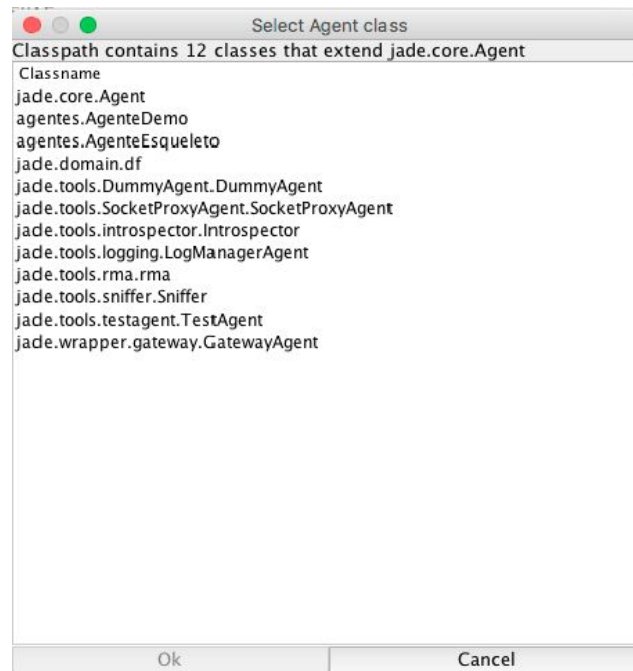 Select Agent class
Classpath contains 12 classes that extend jade.core.Agent
Classname
jade.core.Agent
agentes.AgenteDemo
agentes.AgenteEsqueleto
jade.domain.df
jade.tools.DummyAgent.DummyAgent
jade.tools.SocketProxyAgent.SocketProxyAgent
jade.tools.introspector.Introspector
jade.tools.logging.LogManagerAgent
jade.tools.rma.rma
jade.tools.sniffer.Sniffer
jade.tools.testagent.TestAgent
jade.wrapper.gateway.GatewayAgent
Ok Cancel